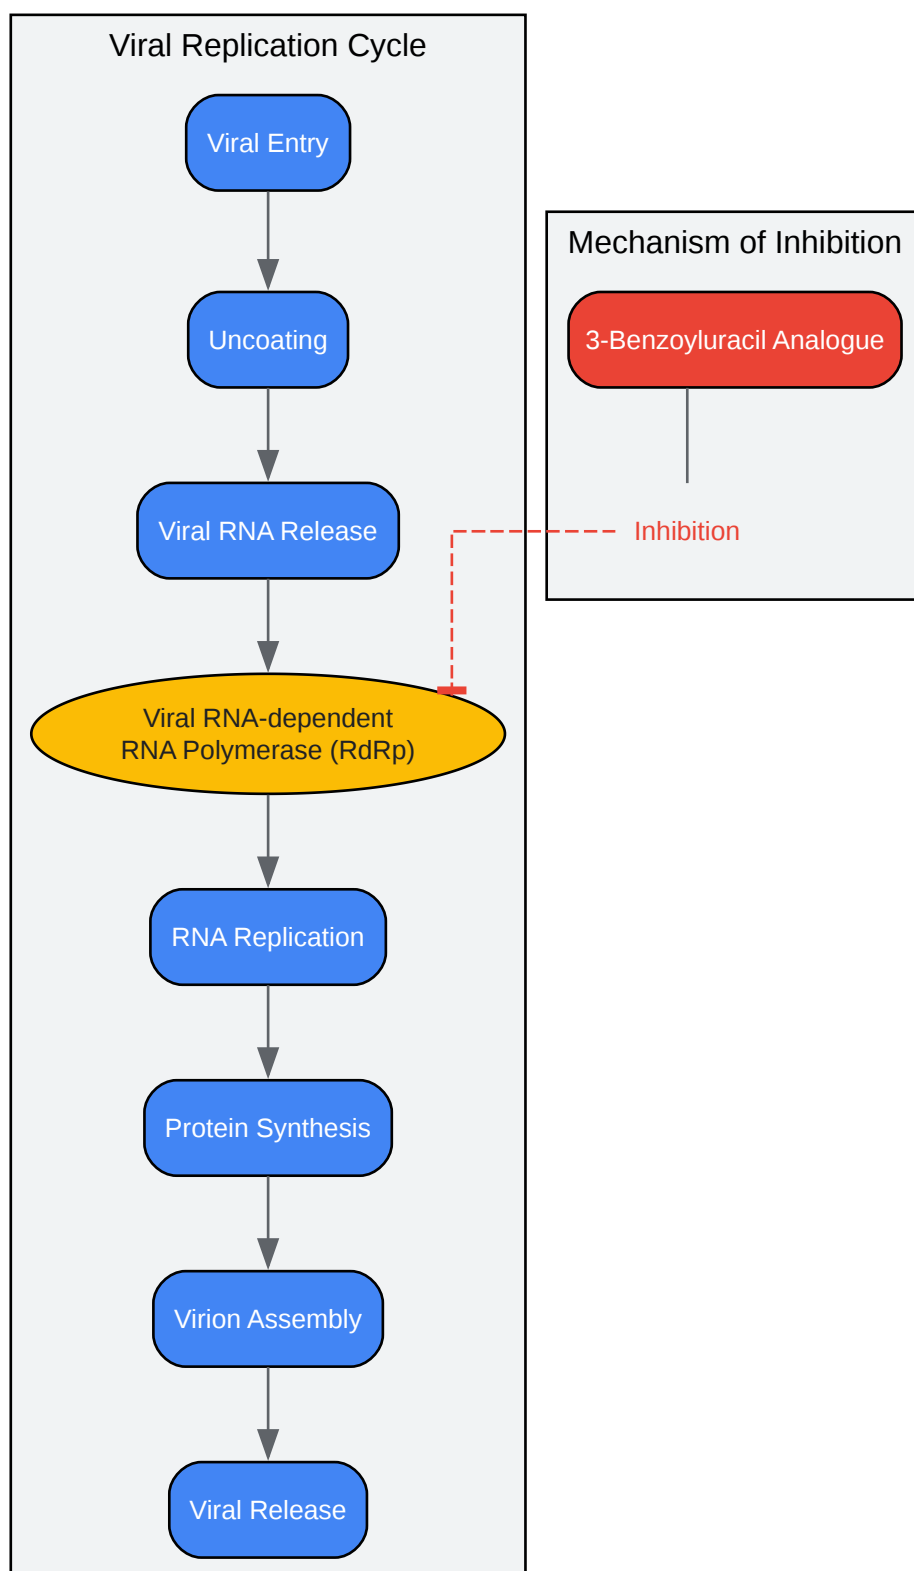 Viral Replication Cycle
Viral Entry
Uncoating
Viral RNA Release
Viral RNA-dependent
RNA Polymerase (RdRp)
RNA Replication
Protein Synthesis
Virion Assembly
Viral Release
Mechanism of Inhibition
3-Benzoyluracil Analogue
Inhibition